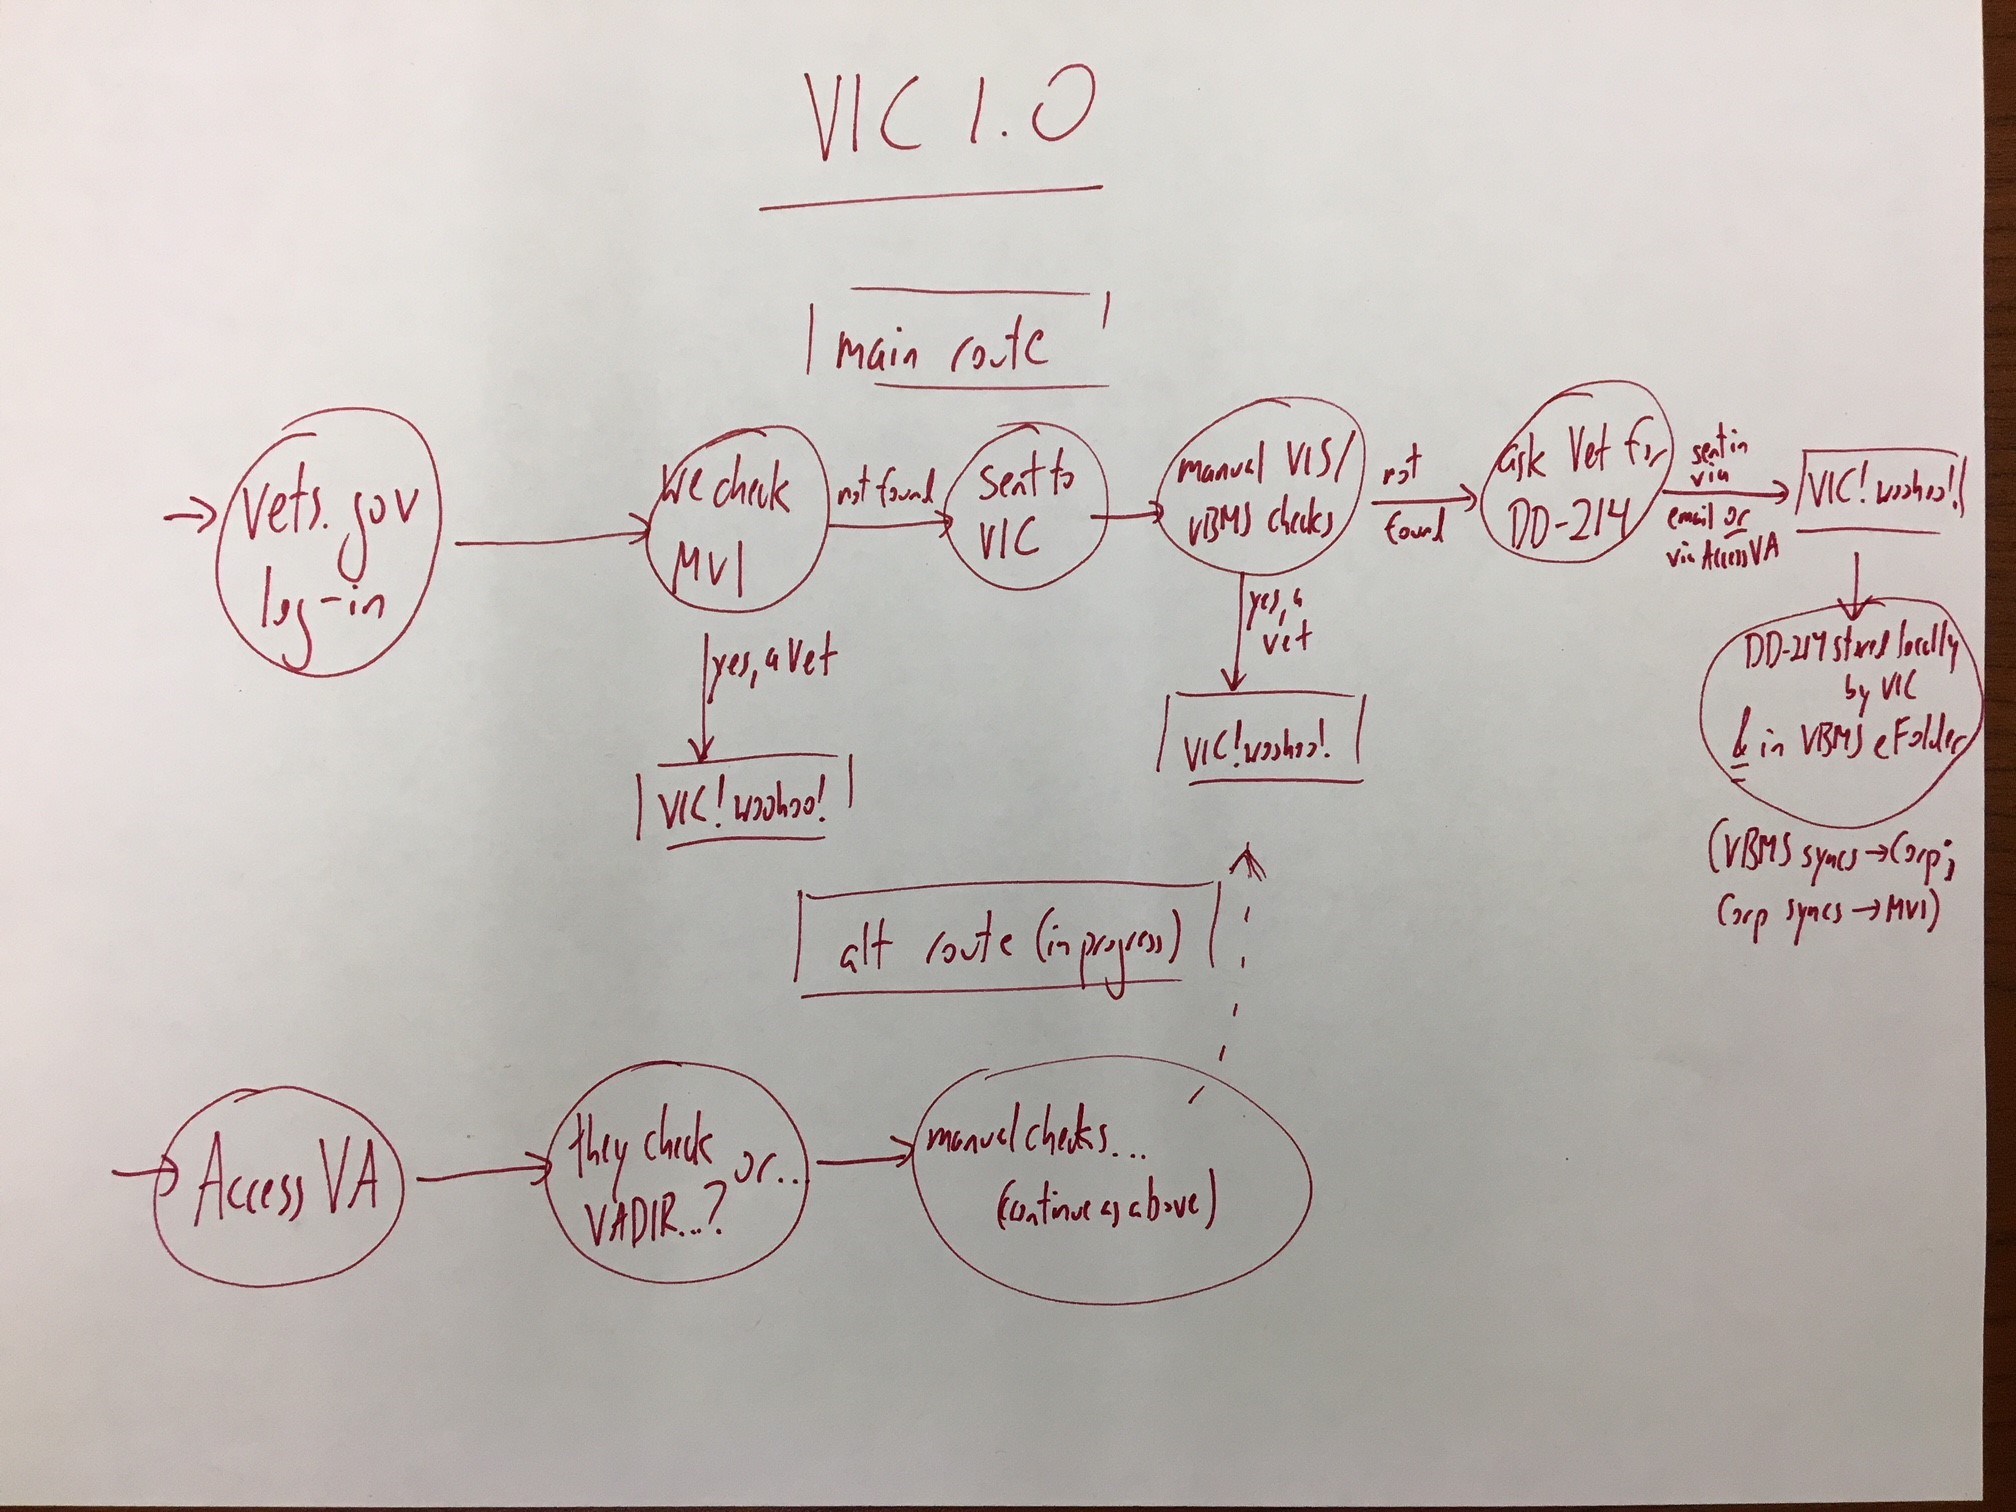 VIC 1.0
main route
Vets.gov
log-in
We check
MVI
not found
sent to
VIC
manual VIS/
VBMS checks
not
found
ask Vet for
DD-214
sent in
via
email or
via AccessVA
VIC! woohoo!
yes, a Vet
VIC! woohoo!
yes, a
vet
VIC! woohoo!
DD-214 stored locally
by VIC
& in VBMS eFolder
(VBMS syncs → Corp;
Corp syncs → MVI)
alt route (in progress)
Access VA
they check
VADIR...?
or...
manual checks...
(continue as above)